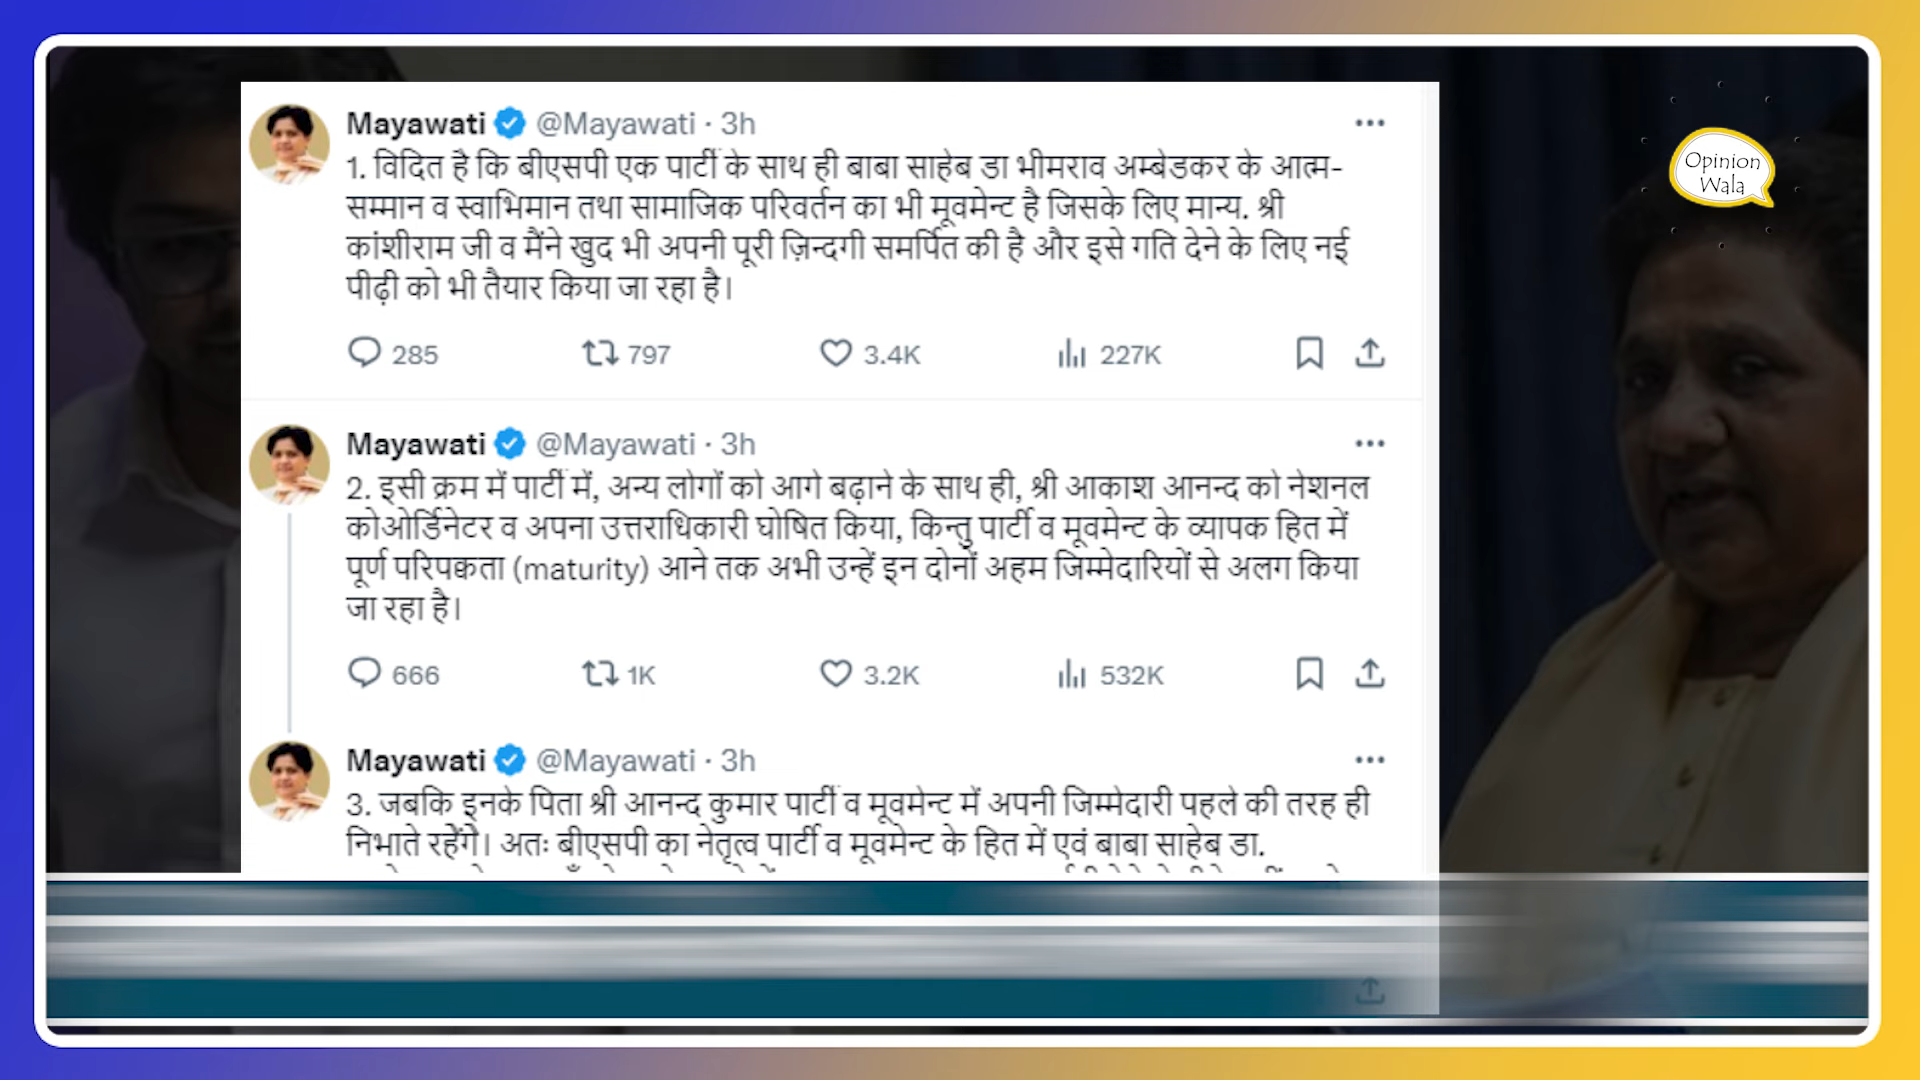 Mayawati @Mayawati · 3h
1. विदित है कि बीएसपी एक पार्टी के साथ ही बाबा साहेब डा भीमराव अम्बेडकर के आत्म-
सम्मान व स्वाभिमान तथा सामाजिक परिवर्तन का भी मूवमेन्ट है जिसके लिए मान्य. श्री
कांशीराम जी व मैंने खुद भी अपनी पूरी ज़िन्दगी समर्पित की है और इसे गति देने के लिए नई
पीढ़ी को भी तैयार किया जा रहा है।
285 797 3.4K 227K
Mayawati @Mayawati · 3h
2. इसी क्रम में पार्टी में, अन्य लोगों को आगे बढ़ाने के साथ ही, श्री आकाश आनन्द को नेशनल
कोओर्डिनेटर व अपना उत्तराधिकारी घोषित किया, किन्तु पार्टी व मूवमेन्ट के व्यापक हित में
पूर्ण परिपक्वता (maturity) आने तक अभी उन्हें इन दोनों अहम जिम्मेदारियों से अलग किया
जा रहा है।
666 1K 3.2K 532K
Mayawati @Mayawati · 3h
3. जबकि इनके पिता श्री आनन्द कुमार पार्टी व मूवमेन्ट में अपनी जिम्मेदारी पहले की तरह ही
निभाते रहेंगे। अतः बीएसपी का नेतृत्व पार्टी व मूवमेन्ट के हित में एवं बाबा साहेब डा.
Opinion
Wala